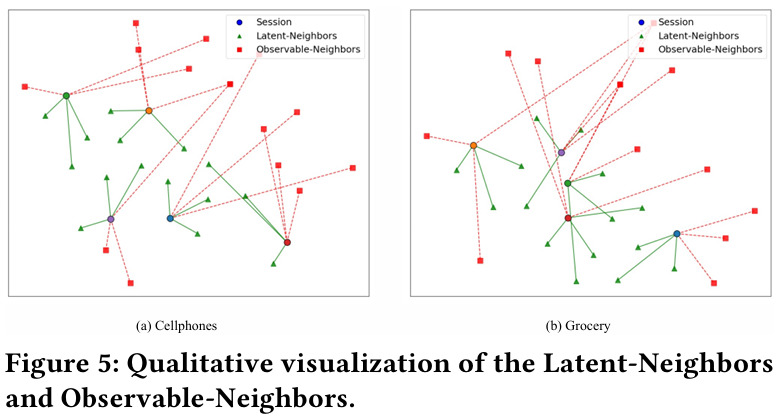 Session
Latent-Neighbors
Observable-Neighbors
Session
Latent-Neighbors
Observable-Neighbors
(a) Cellphones
(b) Grocery
Figure 5: Qualitative visualization of the Latent-Neighbors
and Observable-Neighbors.